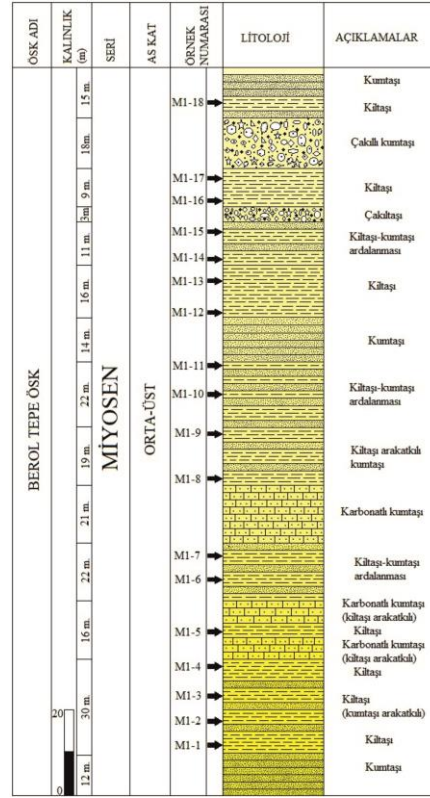 ÖSK ADI
KALINLIK
(m)
SERİ
AS KAT
ÖRNEK
NUMARASI
LİTOLOJİ
AÇIKLAMALAR
BEROL TEPE ÖSK
MİYOSEN
ORTA-ÜST
15 m.
18m.
9 m.
3m
11 m.
16 m.
14 m.
22 m.
19 m.
21 m.
22 m.
16 m.
30 m.
12 m.
20
0
M1-18
M1-17
M1-16
M1-15
M1-14
M1-13
M1-12
M1-11
M1-10
M1-9
M1-8
M1-7
M1-6
M1-5
M1-4
M1-3
M1-2
M1-1
Kumtaşı
Kiltaşı
Çakıllı kumtaşı
Kiltaşı
Çakıltaşı
Kiltaşı-kumtaşı
ardalanması
Kiltaşı
Kumtaşı
Kiltaşı-kumtaşı
ardalanması
Kiltaşı arakatkılı
kumtaşı
Karbonatlı kumtaşı
Kiltaşı-kumtaşı
ardalanması
Karbonatlı kumtaşı
(kiltaşı arakatkılı)
Kiltaşı
Karbonatlı kumtaşı
(kiltaşı arakatkılı)
Kiltaşı
Kiltaşı
(kumtaşı arakatkılı)
Kiltaşı
Kumtaşı